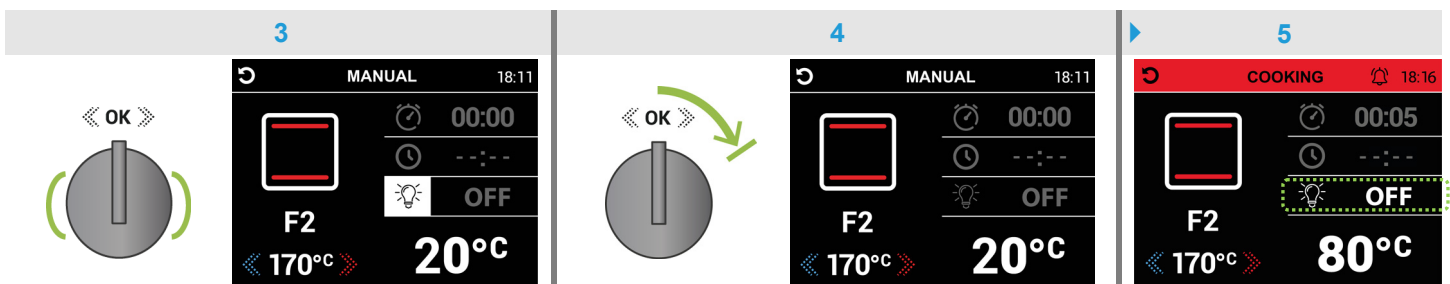 3
4
5
OK
MANUAL 18:11
00:00
--:--
OFF
F2
170°C
20°C
OK
MANUAL 18:11
00:00
--:--
OFF
F2
170°C
20°C
COOKING 18:16
00:05
--:--
OFF
F2
170°C
80°C